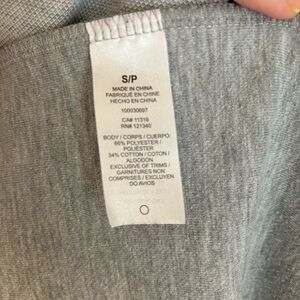 S/P
MADE IN CHINA
FABRIQUÉ EN CHINE
HECHO EN CHINA
100030697
CA# 11319
RN# 121340
BODY / CORPS / CUERPO:
66% POLYESTER /
POLIÉSTER
34% COTTON / COTON /
ALGODÓN
EXCLUSIVE OF TRIMS /
GARNITURES NON
COMPRISES / EXCLUYEN
DO AVIOS